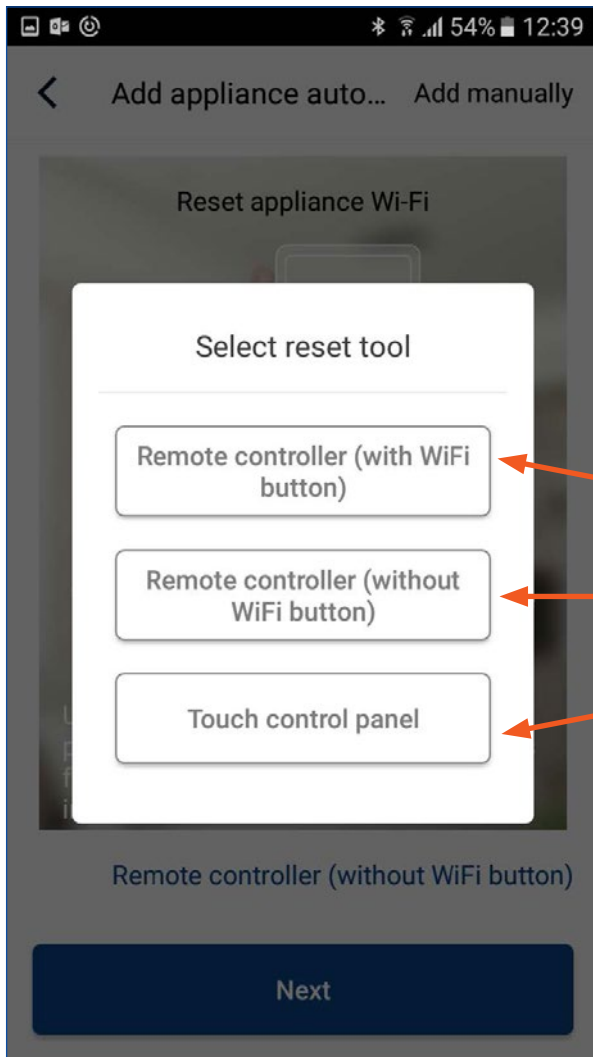 54% 12:39
Add appliance auto... Add manually
Reset appliance Wi-Fi
Select reset tool
Remote controller (with WiFi
button)
Remote controller (without
WiFi button)
Touch control panel
Remote controller (without WiFi button)
Next